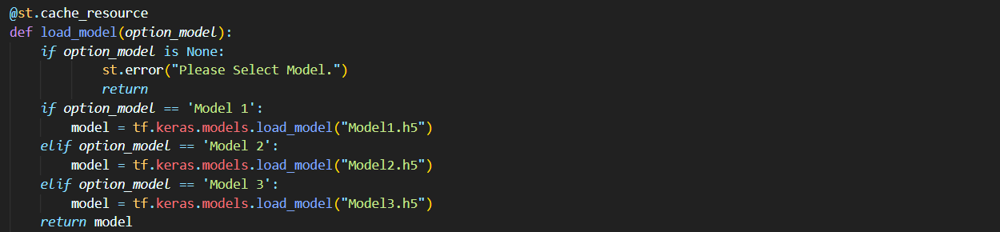 @st.cache_resource
def load_model(option_model):
    if option_model is None:
            st.error("Please Select Model.")
            return
    if option_model == 'Model 1':
        model = tf.keras.models.load_model("Model1.h5")
    elif option_model == 'Model 2':
        model = tf.keras.models.load_model("Model2.h5")
    elif option_model == 'Model 3':
        model = tf.keras.models.load_model("Model3.h5")
    return model